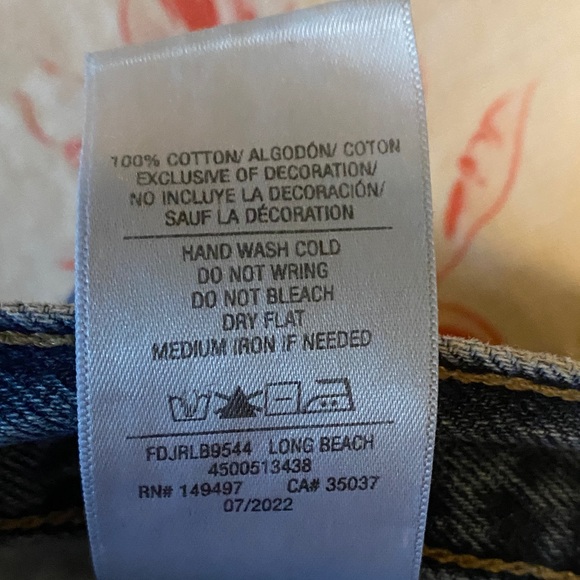 100% COTTON/ ALGODÓN/ COTON
EXCLUSIVE OF DECORATION/
NO INCLUYE LA DECORACIÓN/
SAUF LA DÉCORATION
HAND WASH COLD
DO NOT WRING
DO NOT BLEACH
DRY FLAT
MEDIUM IRON IF NEEDED
FDJRLB9544 LONG BEACH
4500513438
RN# 149497 CA# 35037
07/2022